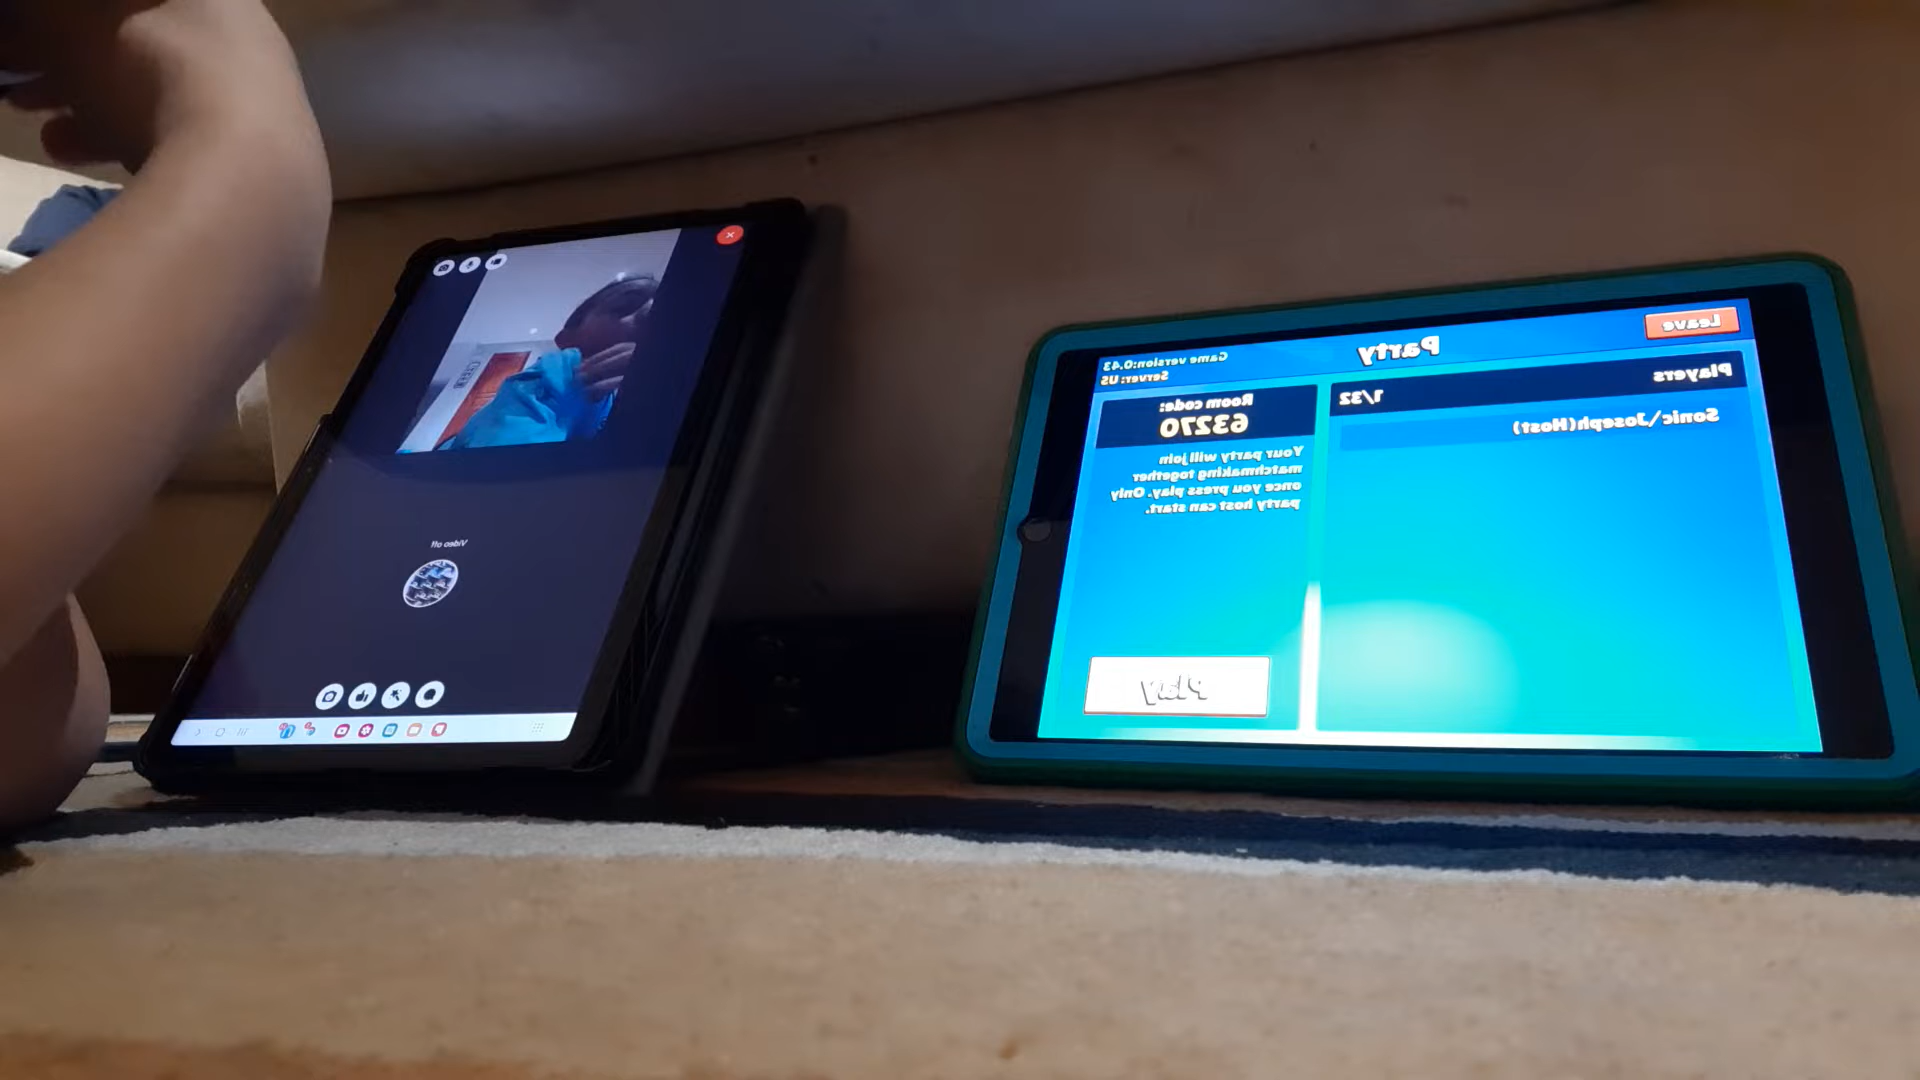 Video off
Leave
Party
Game version:0.43
Server: US
Players
1/32
Sonic\Joseph(Host)
Room code:
63270
Your party will join
matchmaking together
once you press play. Only
party host can start.
Play